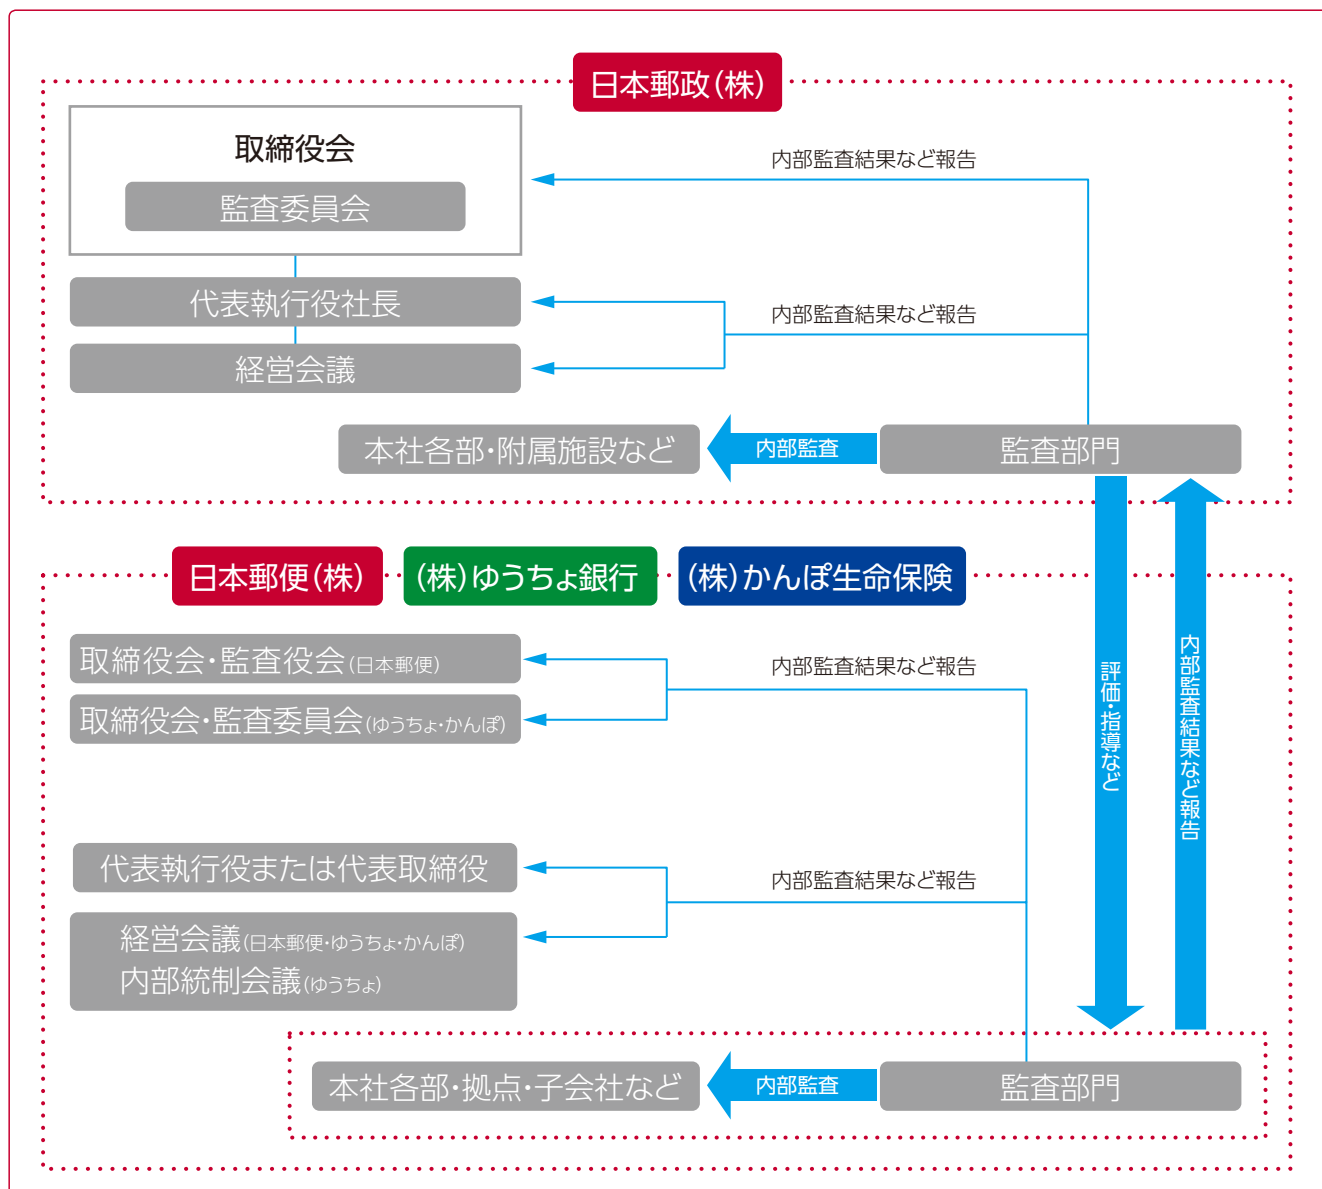 日本郵政(株)
取締役会
監査委員会
内部監査結果など報告
代表執行役社長
経営会議
内部監査結果など報告
本社各部・附属施設など
内部監査
監査部門
日本郵便(株)
(株)ゆうちょ銀行
(株)かんぽ生命保険
取締役会・監査役会(日本郵便)
取締役会・監査委員会(ゆうちょ・かんぽ)
内部監査結果など報告
評価・指導など
内部監査結果など報告
代表執行役または代表取締役
経営会議(日本郵便・ゆうちょ・かんぽ)
内部統制会議(ゆうちょ)
内部監査結果など報告
本社各部・拠点・子会社など
内部監査
監査部門